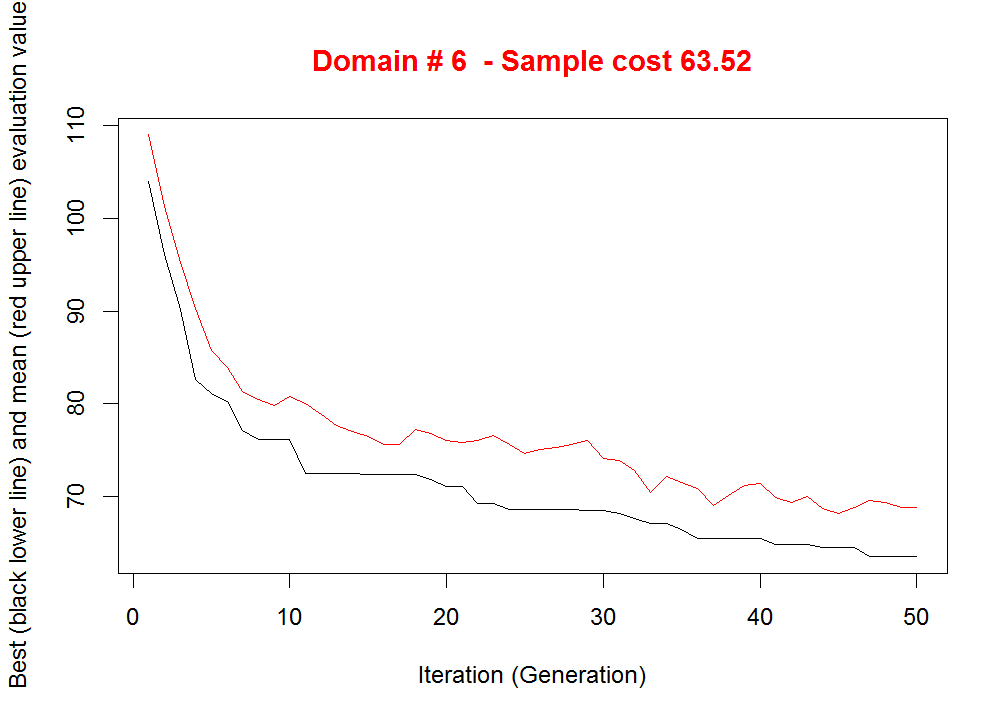 Domain # 6  - Sample cost 63.52
Best (black lower line) and mean (red upper line) evaluation value
110
100
90
80
70
0 10 20 30 40 50
Iteration (Generation)